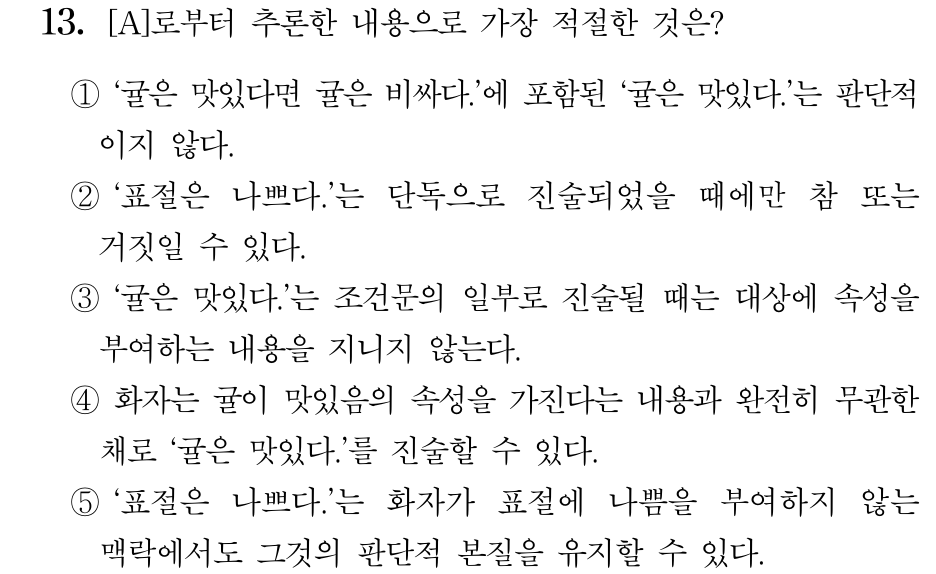 13. [A]로부터 추론한 내용으로 가장 적절한 것은?
① ‘귤은 맛있다면 귤은 비싸다.’에 포함된 ‘귤은 맛있다.’는 판단적
이지 않다.
② ‘표절은 나쁘다.’는 단독으로 진술되었을 때에만 참 또는
거짓일 수 있다.
③ ‘귤은 맛있다.’는 조건문의 일부로 진술될 때는 대상에 속성을
부여하는 내용을 지니지 않는다.
④ 화자는 귤이 맛있음의 속성을 가진다는 내용과 완전히 무관한
채로 ‘귤은 맛있다.’를 진술할 수 있다.
⑤ ‘표절은 나쁘다.’는 화자가 표절에 나쁨을 부여하지 않는
맥락에서도 그것의 판단적 본질을 유지할 수 있다.